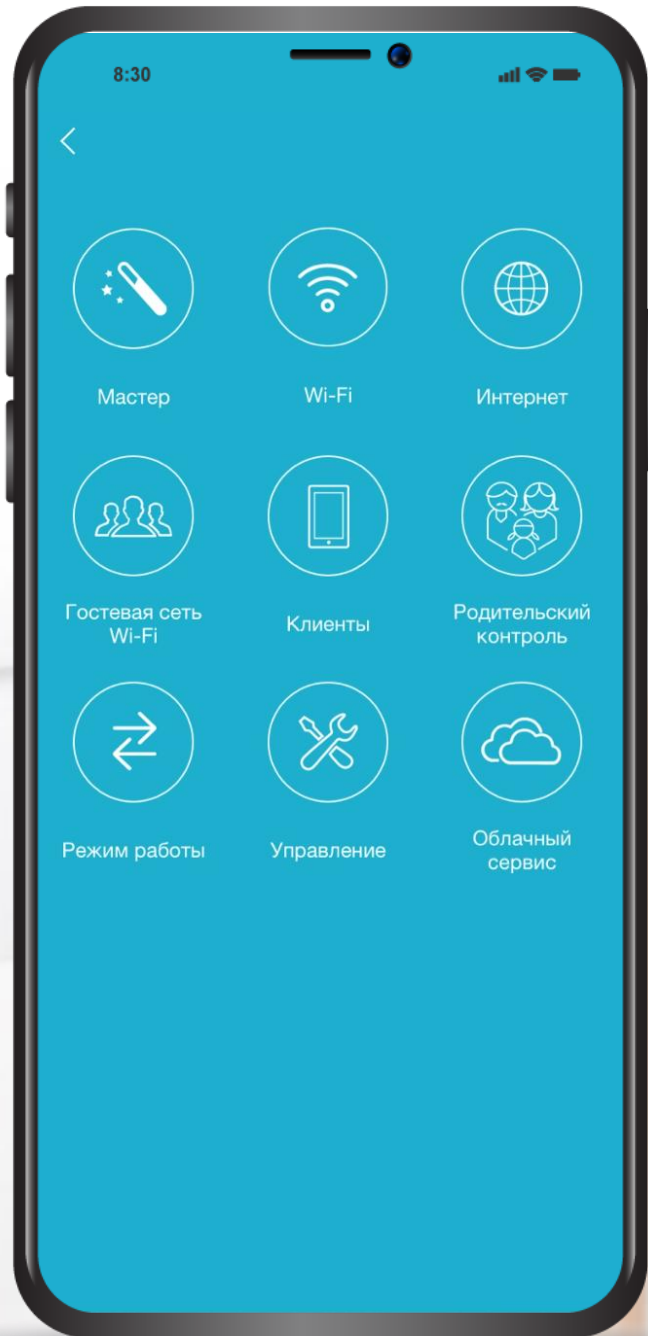 8:30
Мастер
Wi-Fi
Интернет
Гостевая сеть
Wi-Fi
Клиенты
Родительский
контроль
Режим работы
Управление
Облачный
сервис